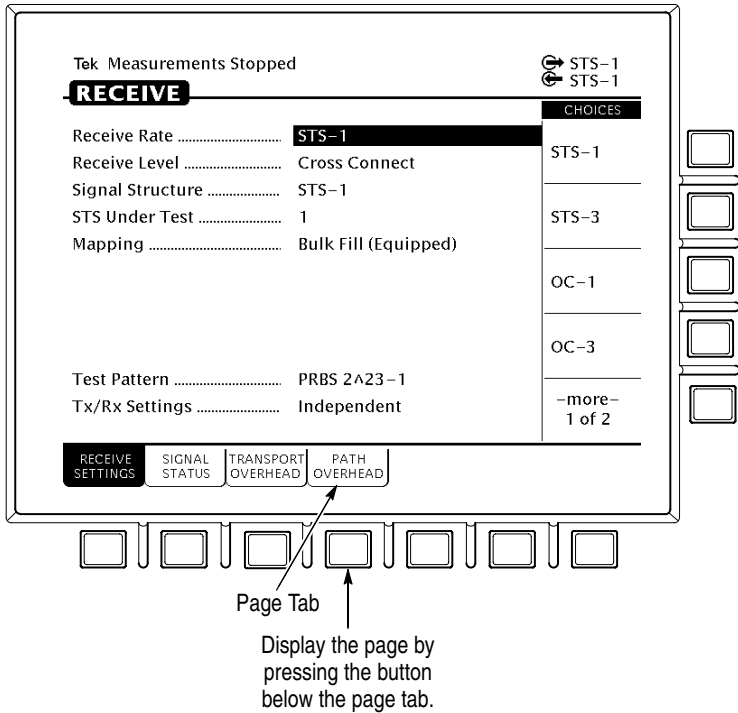 Tek Measurements Stopped
STS-1
STS-1
RECEIVE
CHOICES
Receive Rate .......................... STS-1
Receive Level ........................ Cross Connect
Signal Structure .................. STS-1
STS Under Test ..................... 1
Mapping ................................. Bulk Fill (Equipped)
Test Pattern .......................... PRBS 2^23-1
Tx/Rx Settings ..................... Independent
STS-1
STS-3
OC-1
OC-3
-more-
1 of 2
RECEIVE
SETTINGS
SIGNAL
STATUS
TRANSPORT
OVERHEAD
PATH
OVERHEAD
Page Tab
Display the page by
pressing the button
below the page tab.